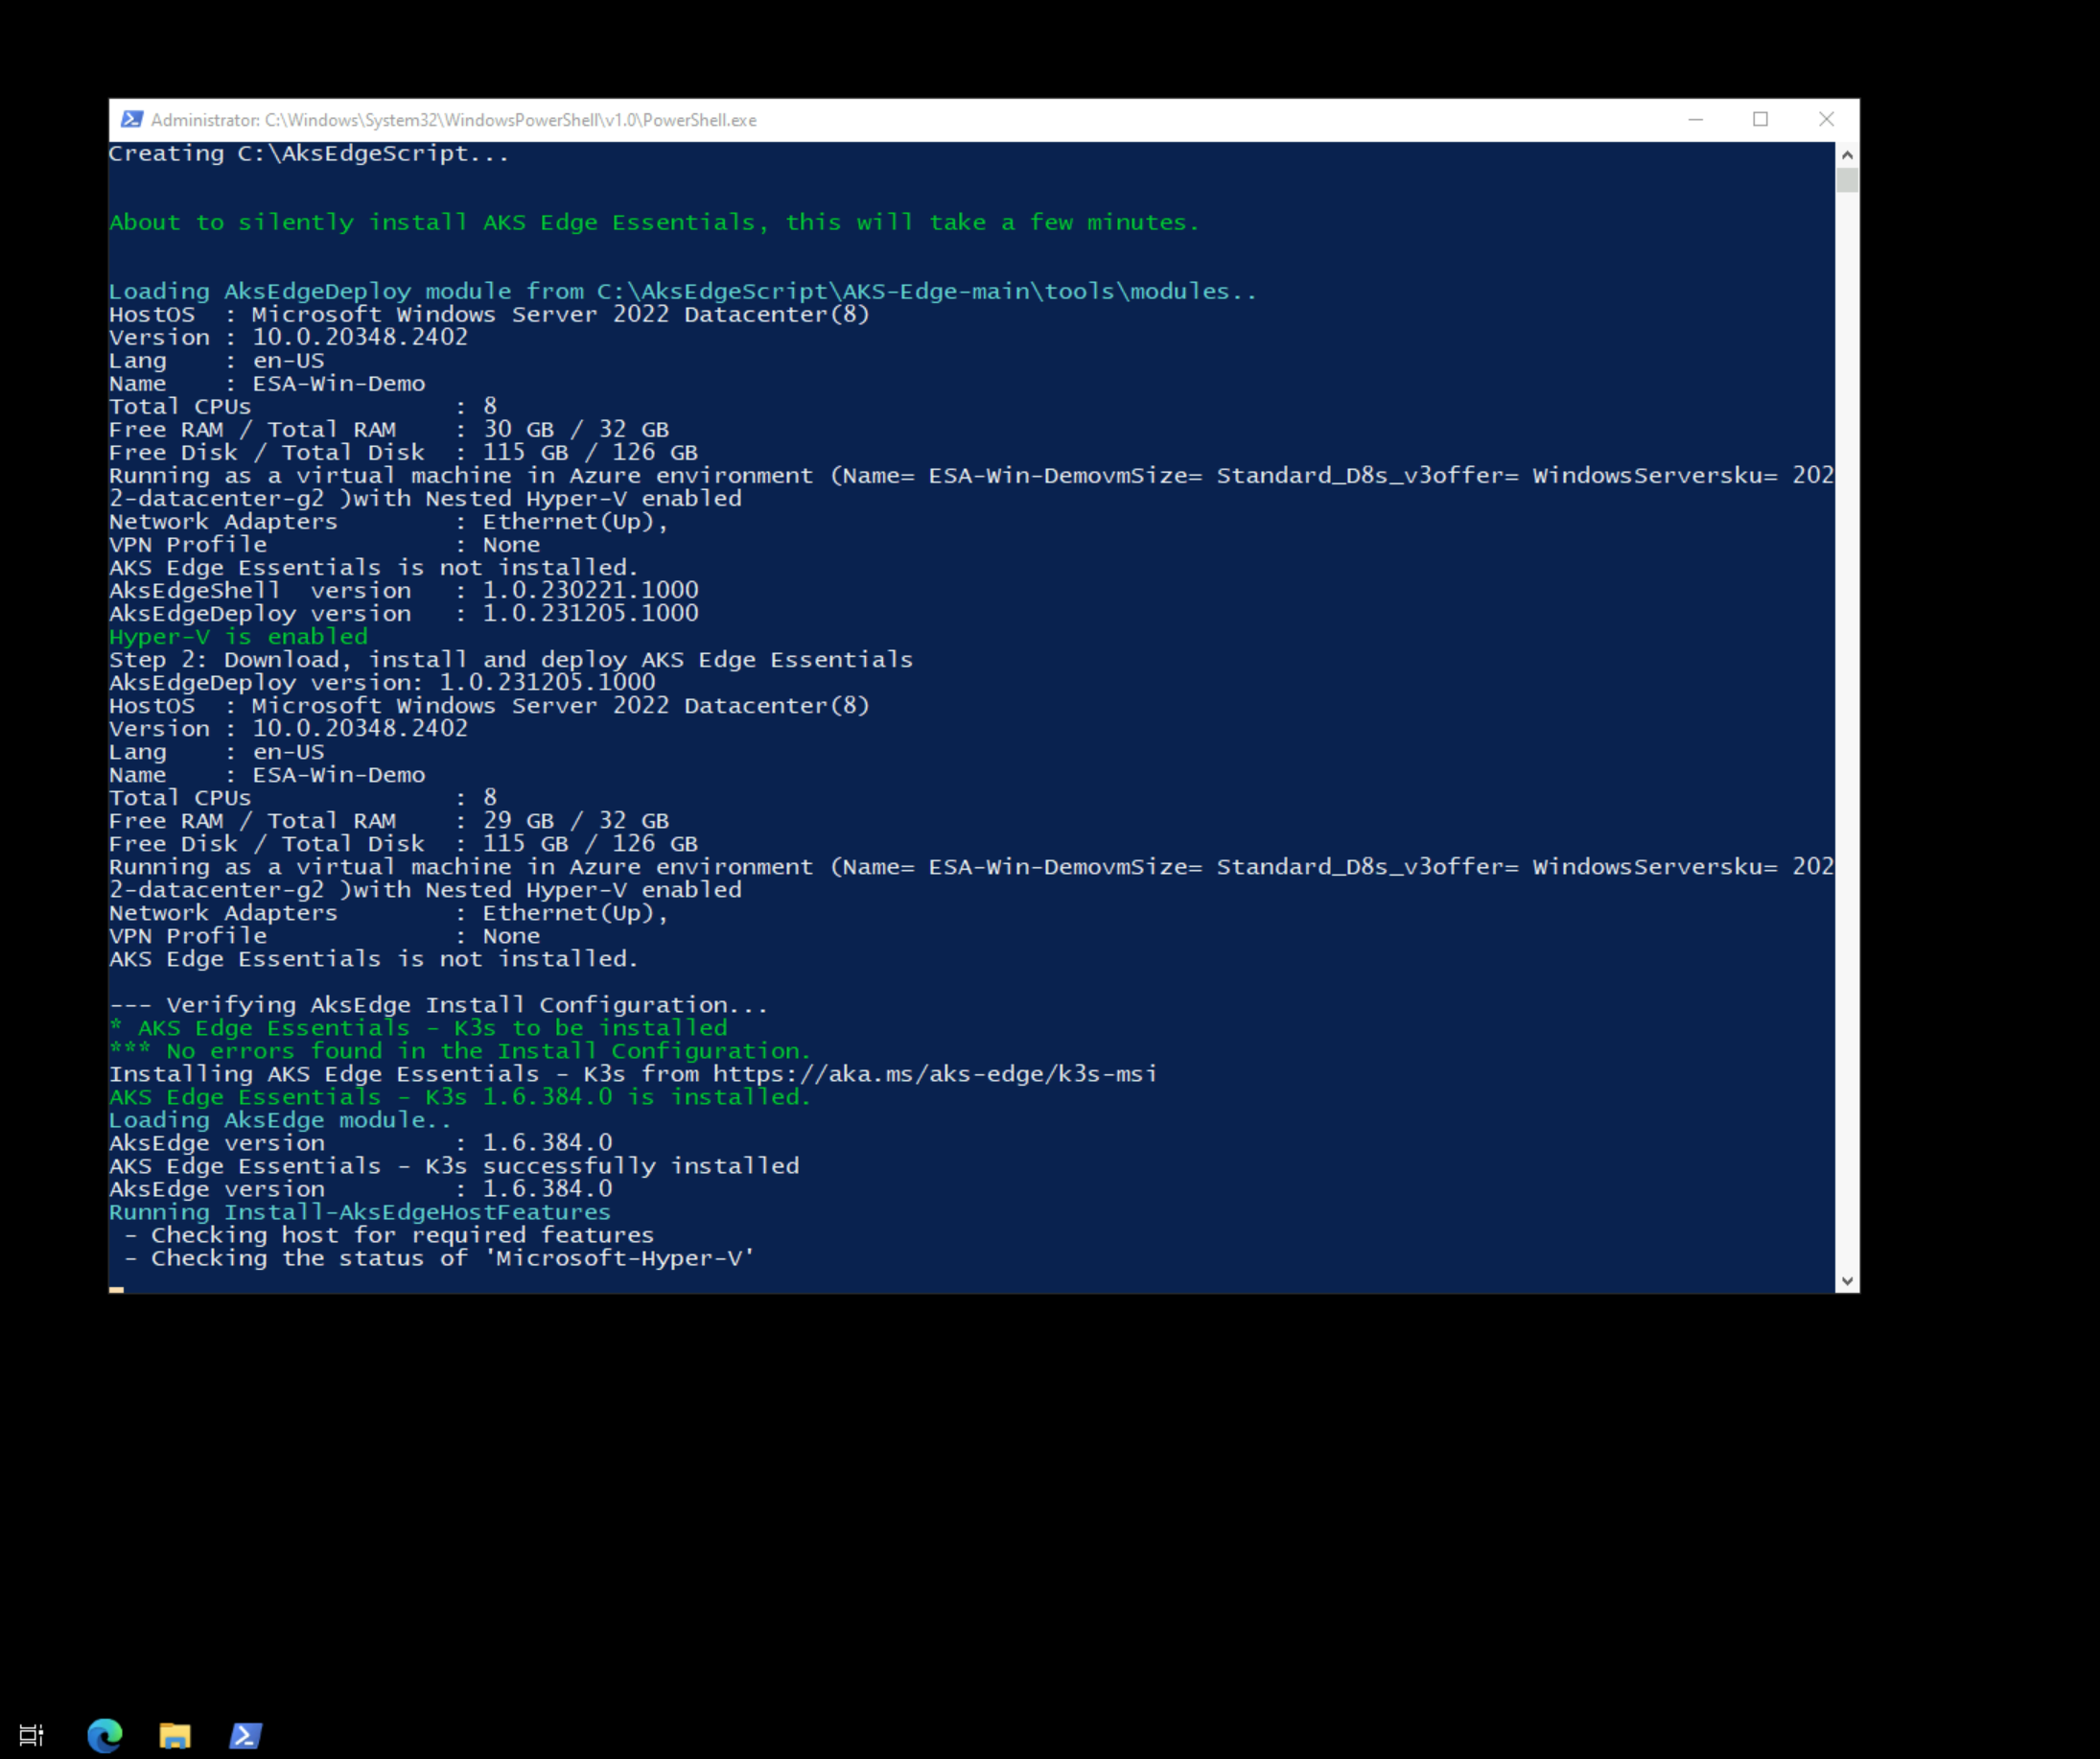 Administrator: C:\Windows\System32\WindowsPowerShell\v1.0\PowerShell.exe
Creating C:\AksEdgeScript...
About to silently install AKS Edge Essentials, this will take a few minutes.
Loading AksEdgeDeploy module from C:\AksEdgeScript\AKS-Edge-main\tools\modules..
HostOS  : Microsoft Windows Server 2022 Datacenter(8)
Version : 10.0.20348.2402
Lang    : en-US
Name    : ESA-Win-Demo
Total CPUs              : 8
Free RAM / Total RAM    : 30 GB / 32 GB
Free Disk / Total Disk  : 115 GB / 126 GB
Running as a virtual machine in Azure environment (Name= ESA-Win-DemovmSize= Standard_D8s_v3offer= WindowsServersku= 202
2-datacenter-g2 )with Nested Hyper-V enabled
Network Adapters        : Ethernet(Up),
VPN Profile             : None
AKS Edge Essentials is not installed.
AksEdgeShell  version   : 1.0.230221.1000
AksEdgeDeploy version   : 1.0.231205.1000
Hyper-V is enabled
Step 2: Download, install and deploy AKS Edge Essentials
AksEdgeDeploy version: 1.0.231205.1000
HostOS  : Microsoft Windows Server 2022 Datacenter(8)
Version : 10.0.20348.2402
Lang    : en-US
Name    : ESA-Win-Demo
Total CPUs              : 8
Free RAM / Total RAM    : 29 GB / 32 GB
Free Disk / Total Disk  : 115 GB / 126 GB
Running as a virtual machine in Azure environment (Name= ESA-Win-DemovmSize= Standard_D8s_v3offer= WindowsServersku= 202
2-datacenter-g2 )with Nested Hyper-V enabled
Network Adapters        : Ethernet(Up),
VPN Profile             : None
AKS Edge Essentials is not installed.
--- Verifying AksEdge Install Configuration...
* AKS Edge Essentials - K3s to be installed
*** No errors found in the Install Configuration.
Installing AKS Edge Essentials - K3s from https://aka.ms/aks-edge/k3s-msi
AKS Edge Essentials - K3s 1.6.384.0 is installed.
Loading AksEdge module..
AksEdge version         : 1.6.384.0
AKS Edge Essentials - K3s successfully installed
AksEdge version         : 1.6.384.0
Running Install-AksEdgeHostFeatures
 - Checking host for required features
 - Checking the status of 'Microsoft-Hyper-V'